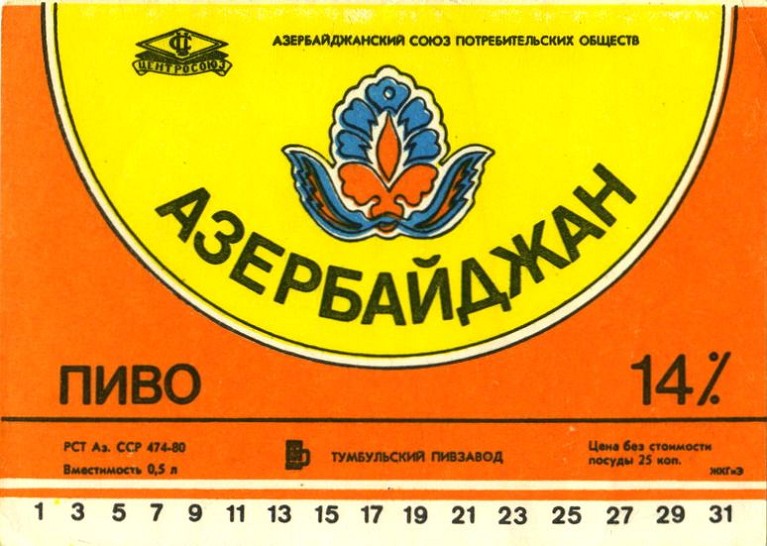 ЦЕНТРОСОЮЗ
АЗЕРБАЙДЖАНСКИЙ СОЮЗ ПОТРЕБИТЕЛЬСКИХ ОБЩЕСТВ
АЗЕРБАЙДЖАН
ПИВО
14%
РСТ Аз. ССР 474-80
Вместимость 0,5 л
ТУМБУЛЬСКИЙ ПИВЗАВОД
Цена без стоимости
посуды 25 коп.
ЖКГиЭ
1 3 5 7 9 11 13 15 17 19 21 23 25 27 29 31